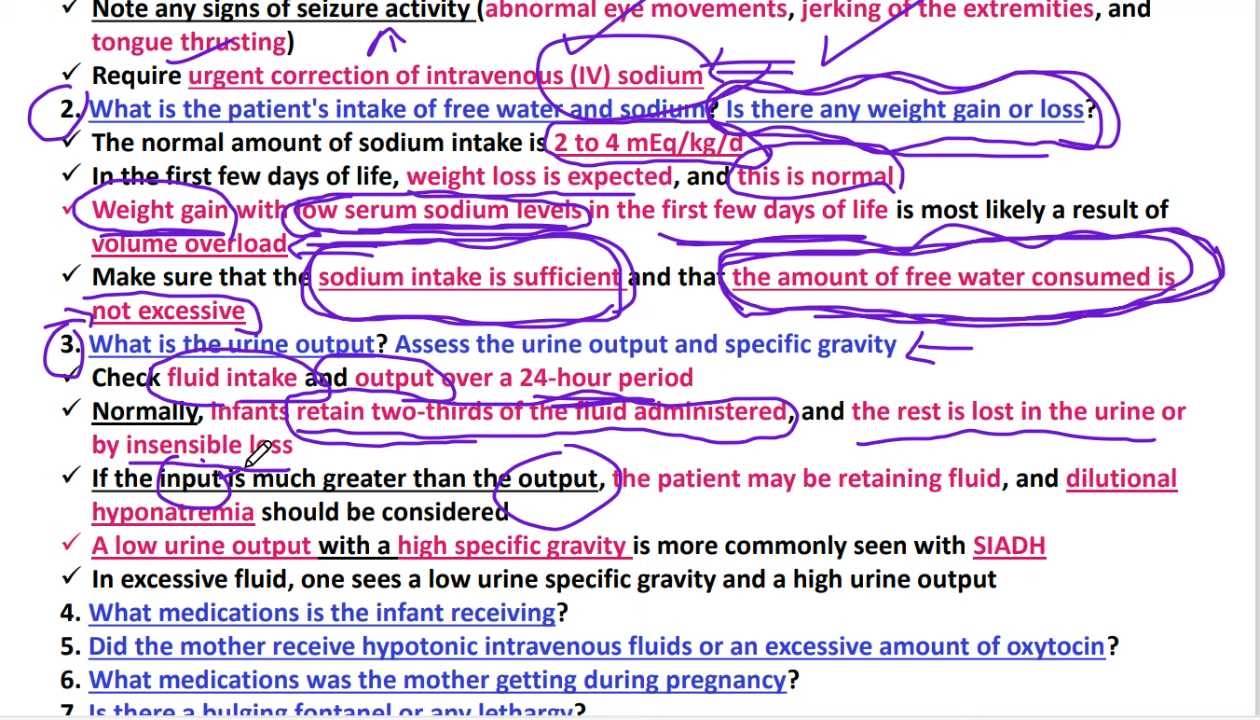 ✓ Note any signs of seizure activity (abnormal eye movements, jerking of the extremities, and
tongue thrusting)
✓ Require urgent correction of intravenous (IV) sodium
2. What is the patient's intake of free water and sodium? Is there any weight gain or loss?
✓ The normal amount of sodium intake is 2 to 4 mEq/kg/d
✓ In the first few days of life, weight loss is expected, and this is normal
✓ Weight gain with low serum sodium levels in the first few days of life is most likely a result of
volume overload
✓ Make sure that the sodium intake is sufficient and that the amount of free water consumed is
not excessive
3. What is the urine output? Assess the urine output and specific gravity
✓ Check fluid intake and output over a 24-hour period
✓ Normally, infants retain two-thirds of the fluid administered, and the rest is lost in the urine or
by insensible loss
✓ If the input is much greater than the output, the patient may be retaining fluid, and dilutional
hyponatremia should be considered
✓ A low urine output with a high specific gravity is more commonly seen with SIADH
✓ In excessive fluid, one sees a low urine specific gravity and a high urine output
4. What medications is the infant receiving?
5. Did the mother receive hypotonic intravenous fluids or an excessive amount of oxytocin?
6. What medications was the mother getting during pregnancy?
7. Is there a bulging fontanel or any lethargy?